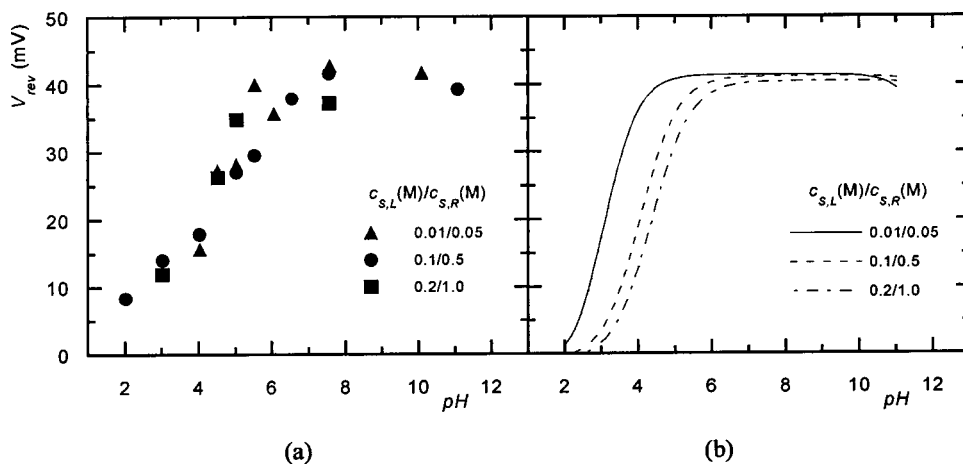 V_rev (mV)
50
40
30
20
10
0
2 4 6 8 10 12
pH
c_S,L(M)/c_S,R(M)
0.01/0.05
0.1/0.5
0.2/1.0
(a)
2 4 6 8 10 12
pH
c_S,L(M)/c_S,R(M)
0.01/0.05
0.1/0.5
0.2/1.0
(b)